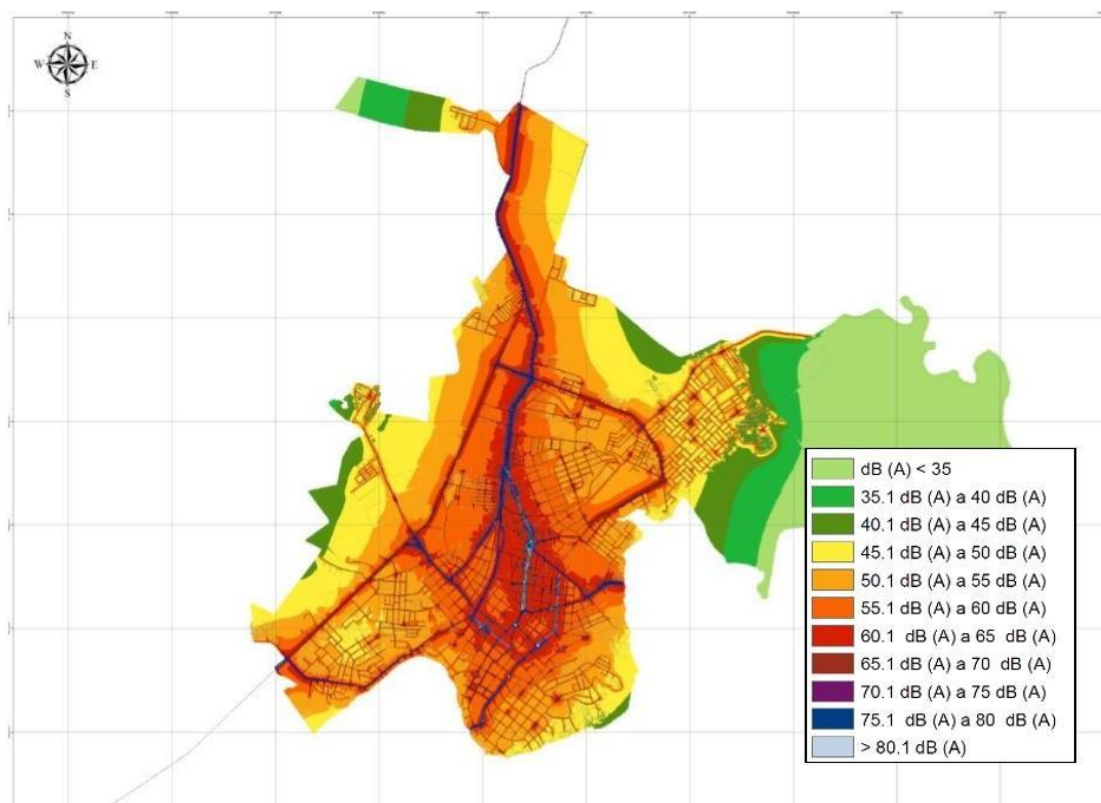 N
W E
S
dB (A) < 35
35.1 dB (A) a 40 dB (A)
40.1 dB (A) a 45 dB (A)
45.1 dB (A) a 50 dB (A)
50.1 dB (A) a 55 dB (A)
55.1 dB (A) a 60 dB (A)
60.1 dB (A) a 65 dB (A)
65.1 dB (A) a 70 dB (A)
70.1 dB (A) a 75 dB (A)
75.1 dB (A) a 80 dB (A)
> 80.1 dB (A)